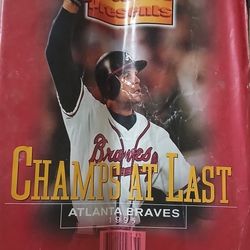 Presents
Braves
CHAMPS AT LAST
ATLANTA BRAVES
1995